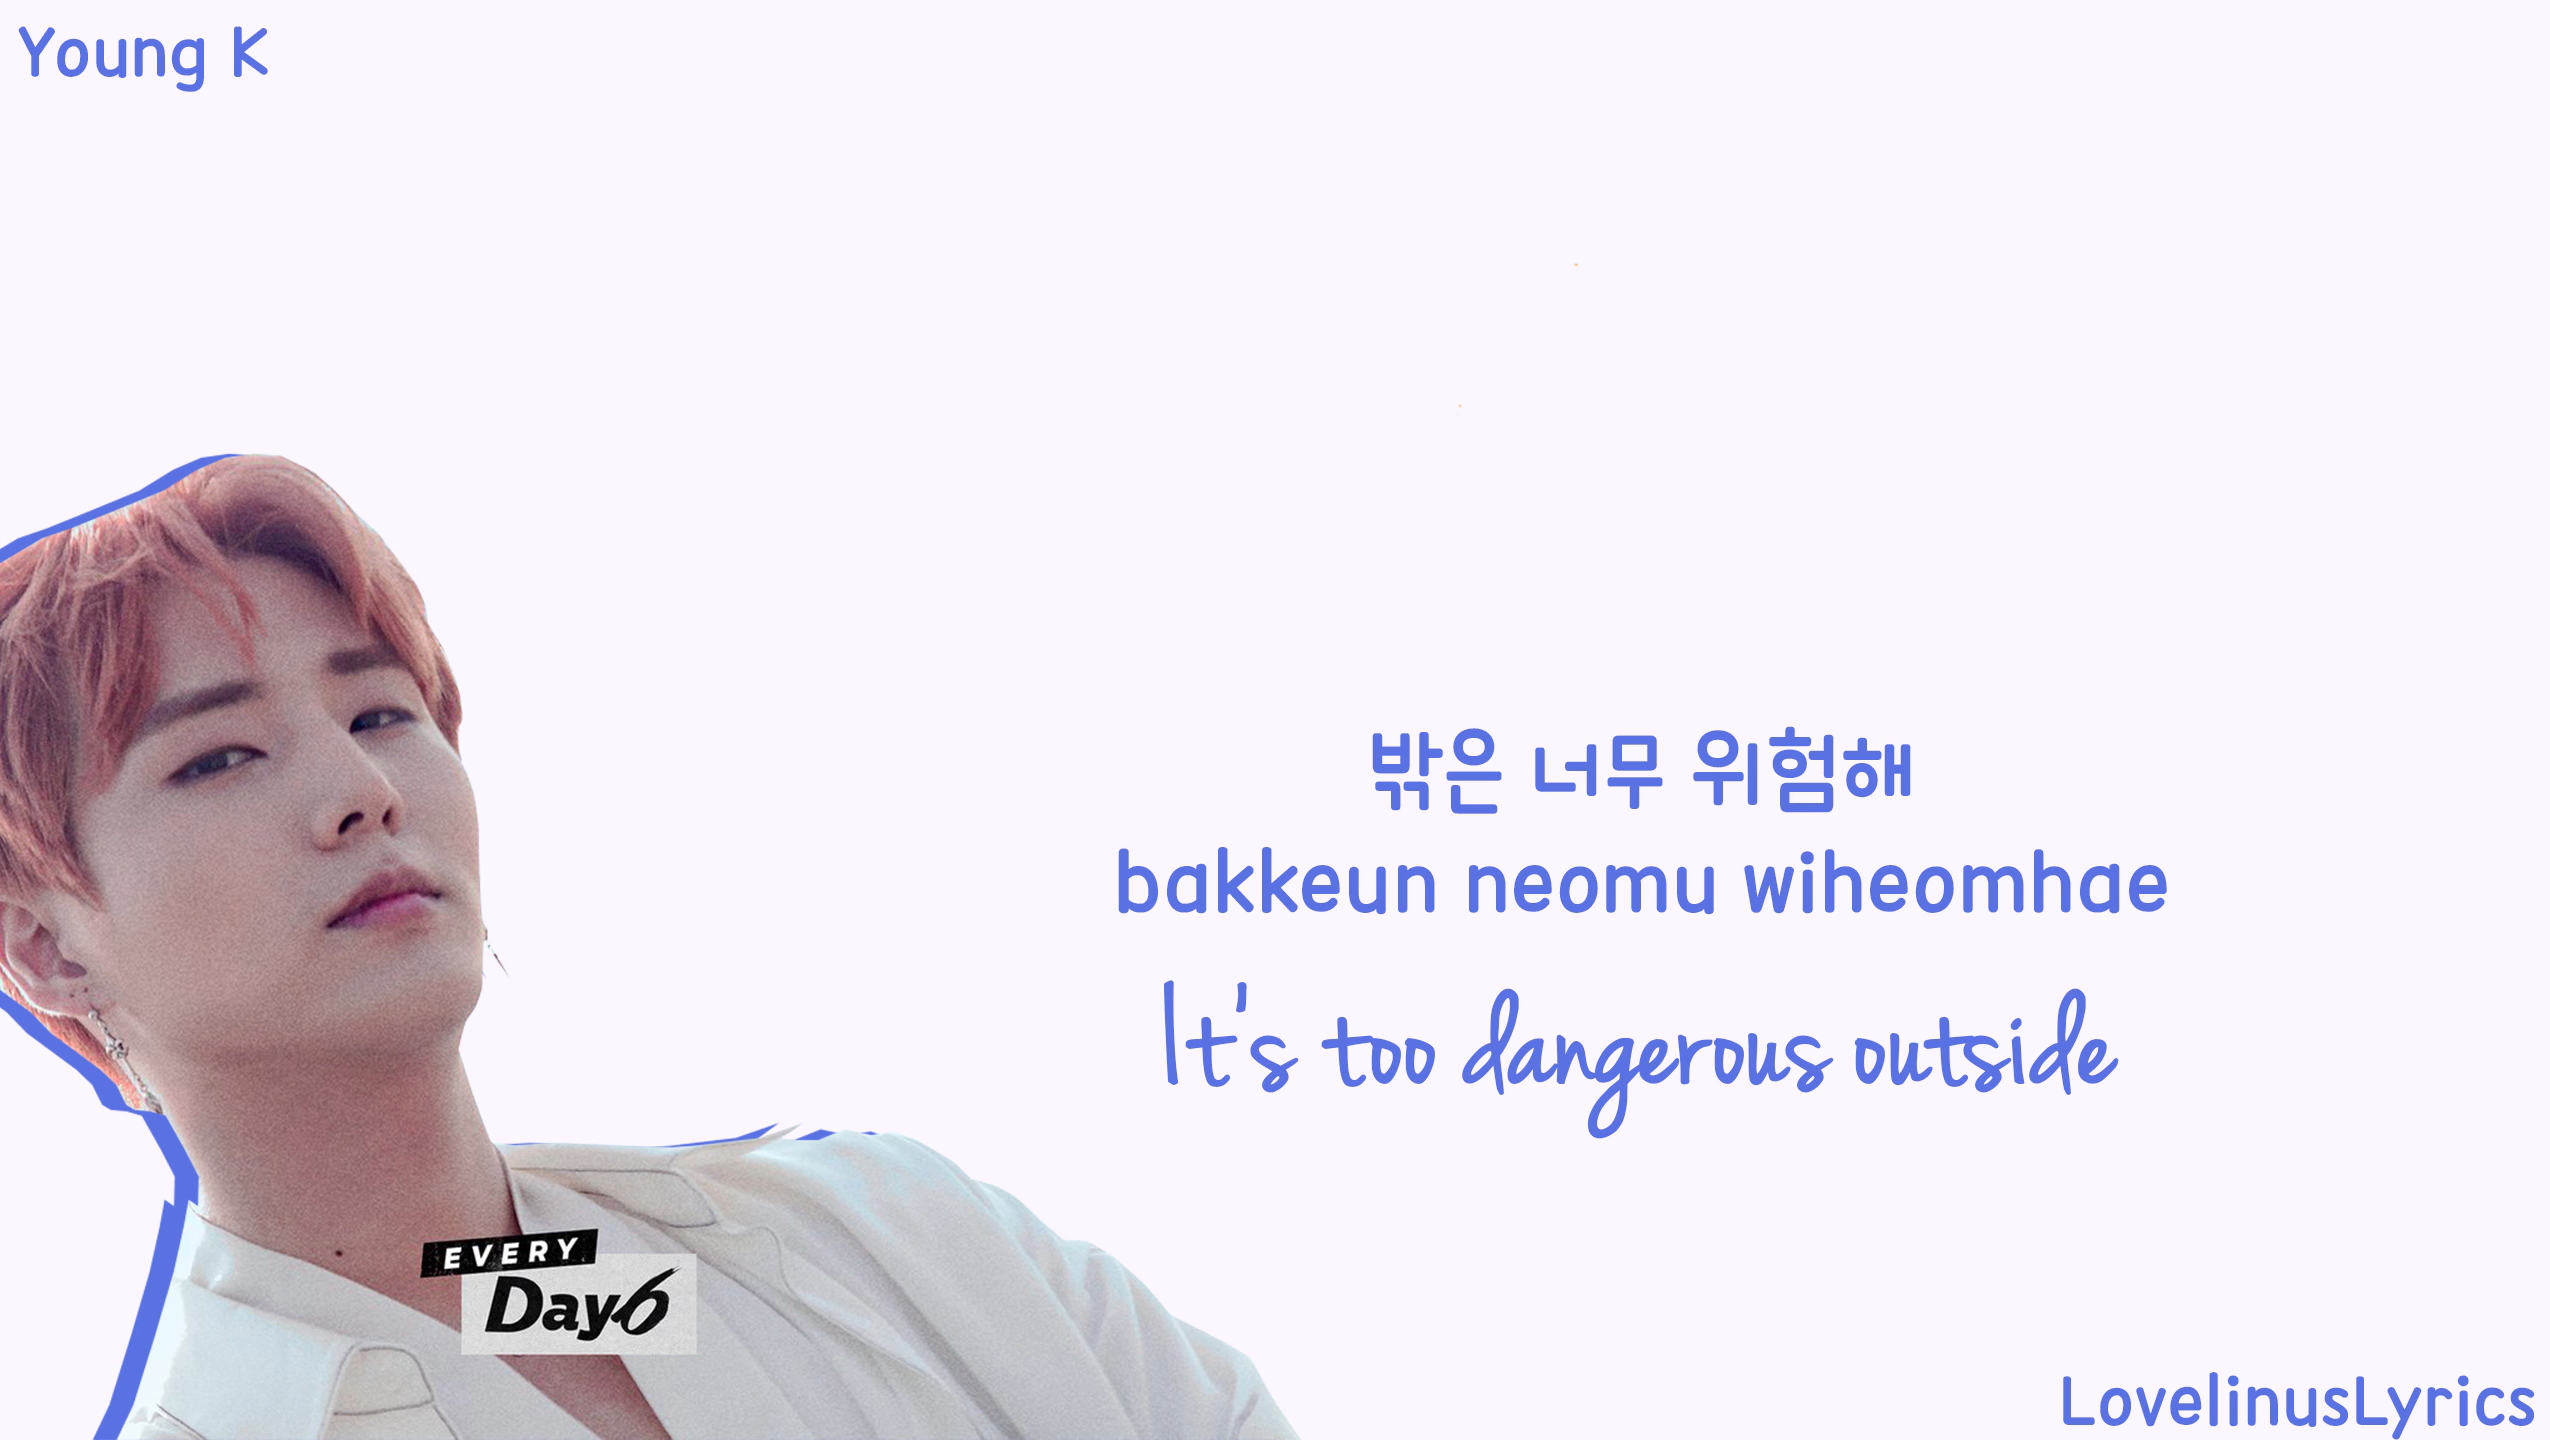 Young K
밖은 너무 위험해
bakkeun neomu wiheomhae
It's too dangerous outside
EVERY
Day6
LovelinusLyrics